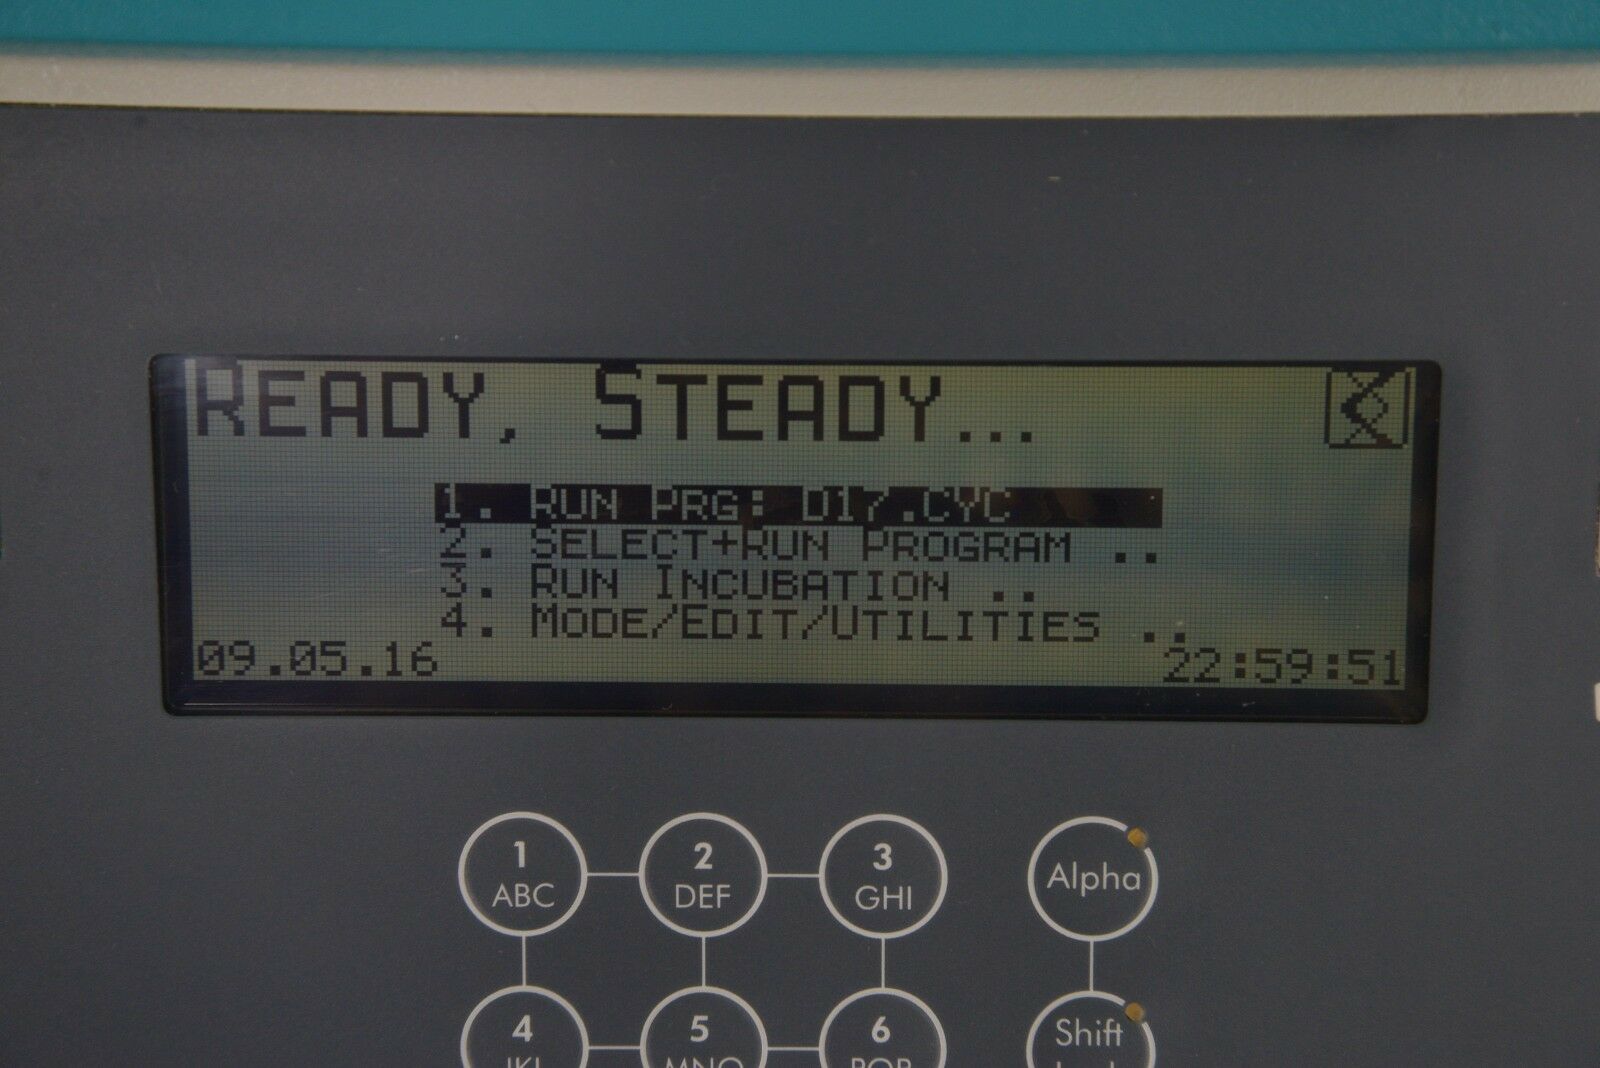 READY, STEADY...
1. RUN PRG: D17.CYC
2. SELECT+RUN PROGRAM ..
3. RUN INCUBATION ..
4. MODE/EDIT/UTILITIES ..
09.05.16 22:59:51
1 2 3
ABC DEF GHI Alpha
4 5 6 Shift